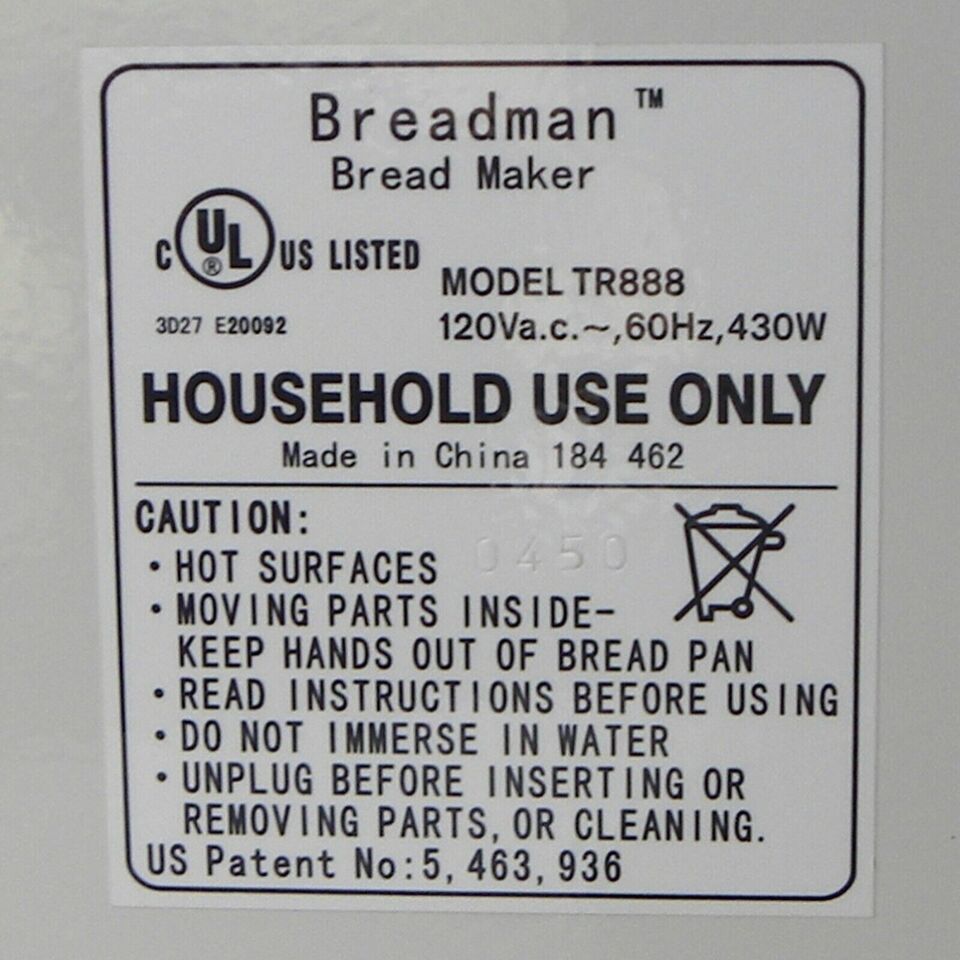 Breadman™
Bread Maker
C UL® US LISTED
MODEL TR888
3D27 E20092
120Va.c.~,60Hz,430W
HOUSEHOLD USE ONLY
Made in China 184 462
CAUTION:
0450
• HOT SURFACES
• MOVING PARTS INSIDE-
KEEP HANDS OUT OF BREAD PAN
• READ INSTRUCTIONS BEFORE USING
• DO NOT IMMERSE IN WATER
• UNPLUG BEFORE INSERTING OR
REMOVING PARTS, OR CLEANING.
US Patent No:5,463,936